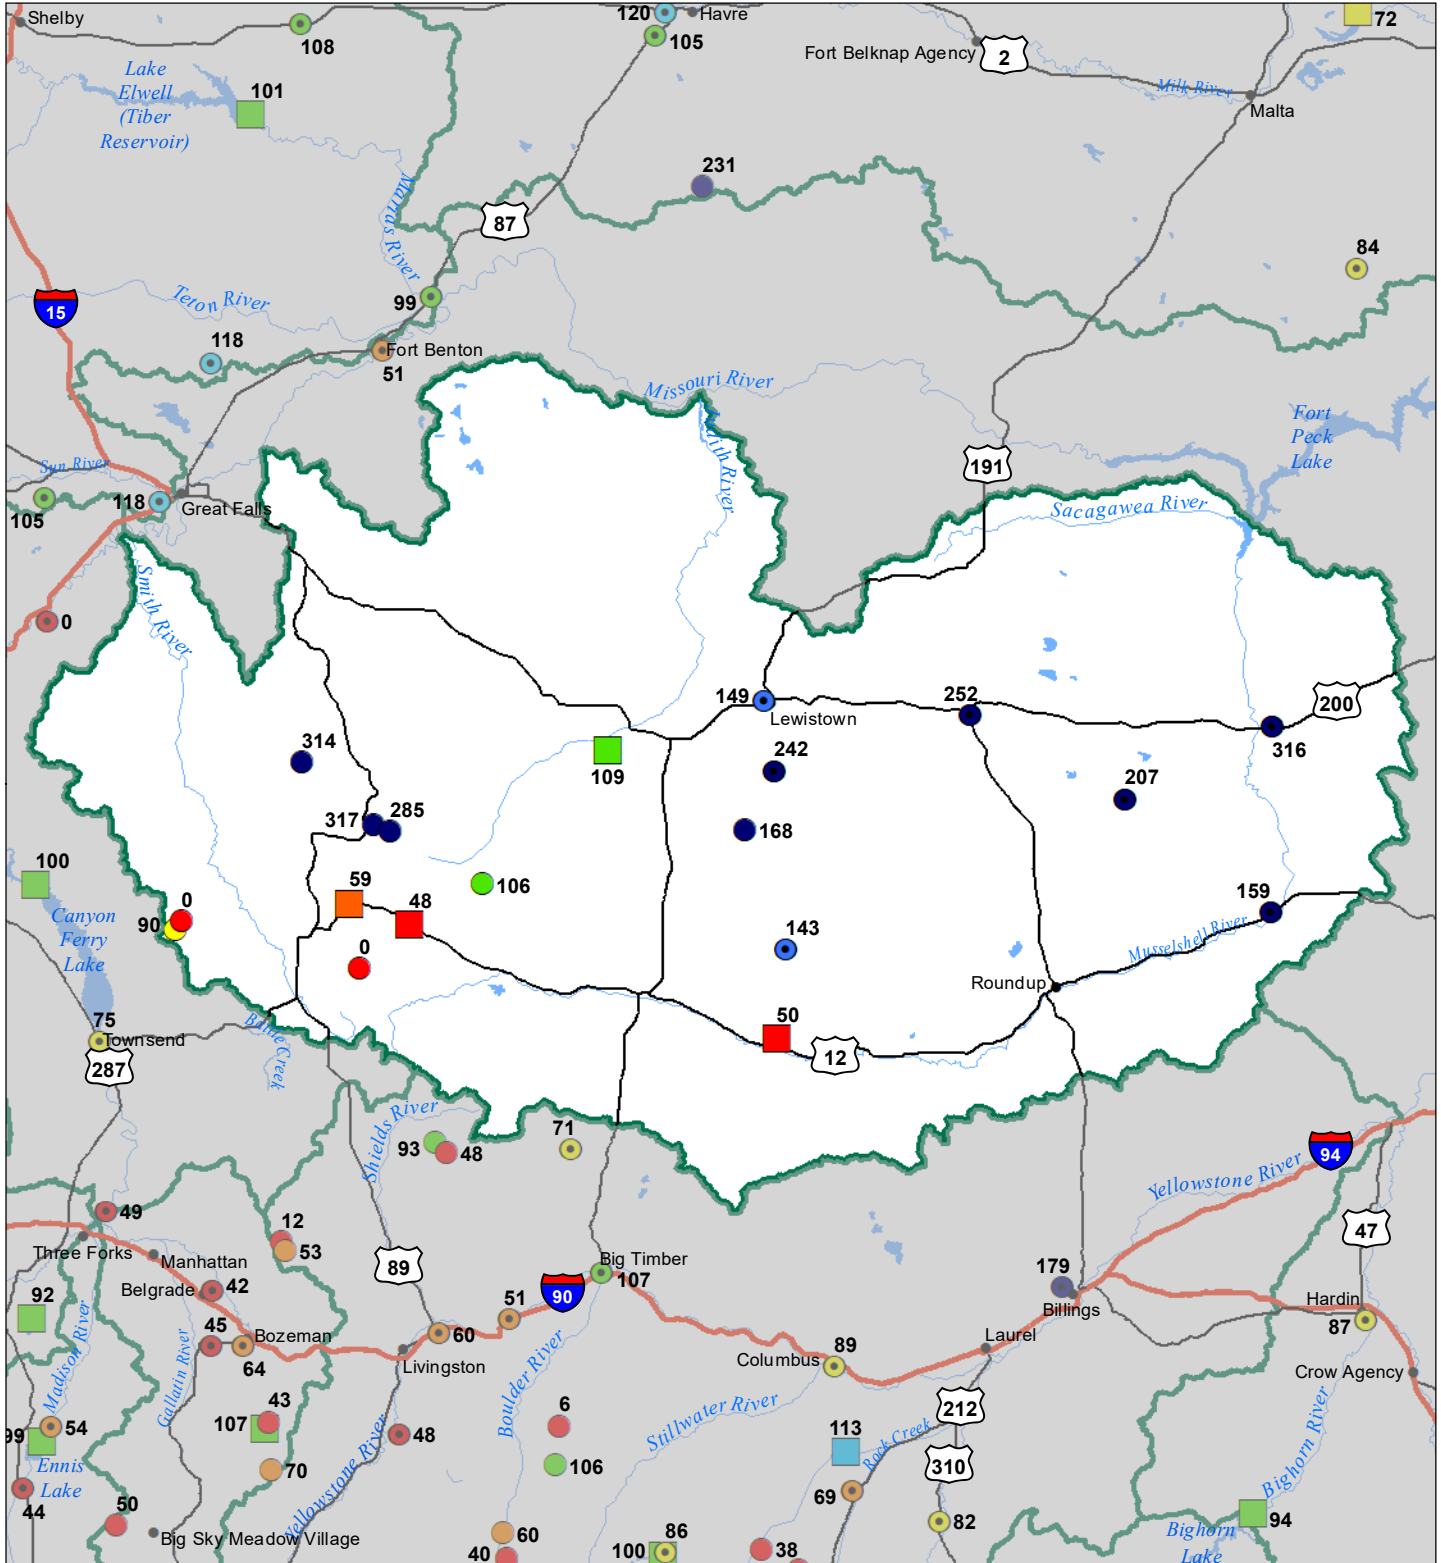 Shelby
108
120
Havre
105
Fort Belknap Agency
2
72
Milk River
Malta
Lake
Elwell
(Tiber
Reservoir)
101
Marias River
231
87
84
15
Teton River
99
118
Fort Benton
51
Missouri River
Fort
Peck
Lake
Judith River
191
Sun River
105
118
Great Falls
Sacagawea River
Smith River
0
149
Lewistown
252
200
316
314
109
242
207
317
285
168
100
59
48
106
159
Canyon
Ferry
Lake
0
90
0
143
Musselshell River
Roundup
75
Townsend
287
Battle Creek
50
12
Shields River
93
48
71
94
Yellowstone River
49
Three Forks
12
53
Manhattan
Belgrade
42
89
Big Timber
107
90
51
47
179
Billings
Hardin
87
92
45
64
Bozeman
60
Livingston
Laurel
Columbus
89
Crow Agency
Madison River
Gallatin River
Boulder River
43
107
6
Stillwater River
212
113
Rock Creek
310
99
54
Ennis
Lake
48
70
106
69
Bighorn River
44
50
Big Sky Meadow Village
Yellowstone River
60
40
86
100
38
82
94
Bighorn
Lake